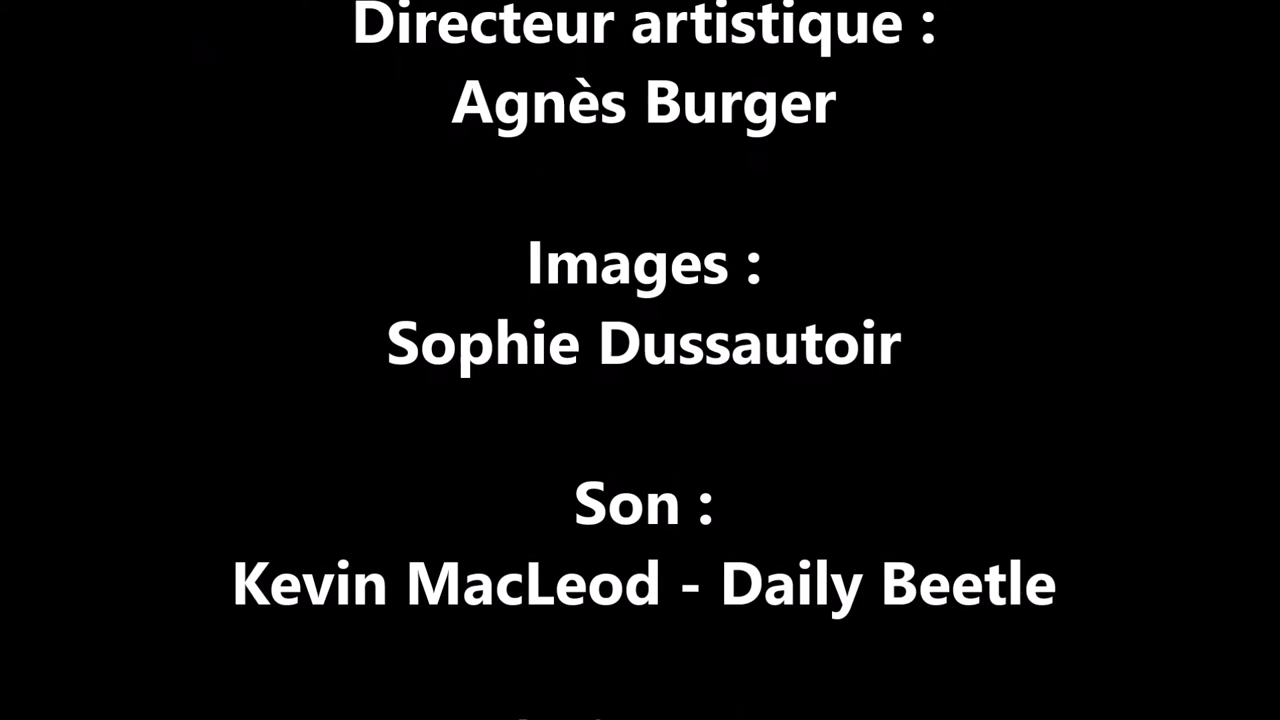 Directeur artistique :
Agnès Burger
Images :
Sophie Dussautoir
Son :
Kevin MacLeod - Daily Beetle